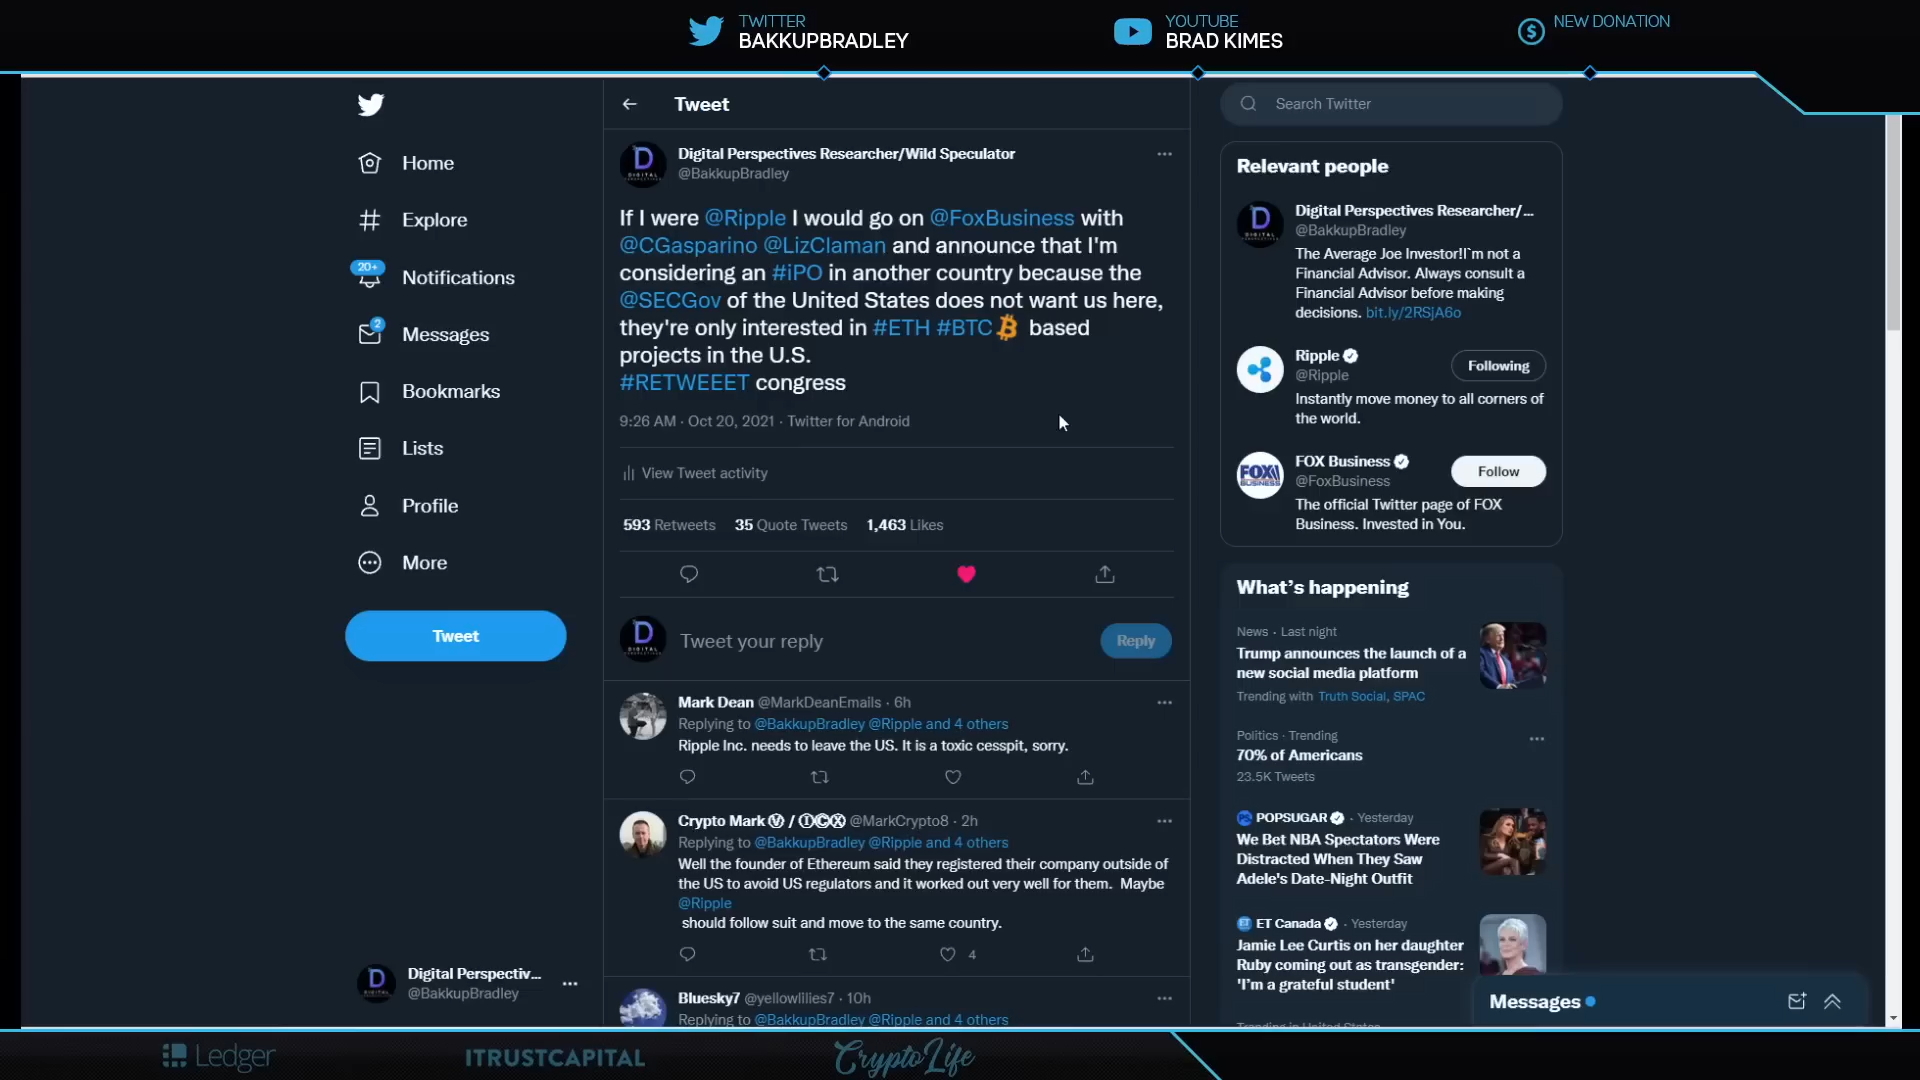 TWITTER
BAKKUPBRADLEY
YOUTUBE
BRAD KIMES
NEW DONATION
Home
Explore
20+
Notifications
2
Messages
Bookmarks
Lists
Profile
More
Tweet
Digital Perspectiv...
@BakkupBradley
Tweet
Digital Perspectives Researcher/Wild Speculator
@BakkupBradley
If I were @Ripple I would go on @FoxBusiness with
@CGasparino @LizClaman and announce that I'm
considering an #iPO in another country because the
@SECGov of the United States does not want us here,
they're only interested in #ETH #BTC based
projects in the U.S.
#RETWEEET congress
9:26 AM · Oct 20, 2021 · Twitter for Android
View Tweet activity
593 Retweets 35 Quote Tweets 1,463 Likes
Tweet your reply
Reply
Mark Dean @MarkDeanEmails · 6h
Replying to @BakkupBradley @Ripple and 4 others
Ripple Inc. needs to leave the US. It is a toxic cesspit, sorry.
Crypto Mark Ⓥ / ⒾⒸⓍ @MarkCrypto8 · 2h
Replying to @BakkupBradley @Ripple and 4 others
Well the founder of Ethereum said they registered their company outside of
the US to avoid US regulators and it worked out very well for them. Maybe
@Ripple
should follow suit and move to the same country.
4
Bluesky7 @yellowlilies7 · 10h
Replying to @BakkupBradley @Ripple and 4 others
Search Twitter
Relevant people
Digital Perspectives Researcher/...
@BakkupBradley
The Average Joe Investor!I`m not a
Financial Advisor. Always consult a
Financial Advisor before making
decisions. bit.ly/2RSjA6o
Ripple
@Ripple
Following
Instantly move money to all corners of
the world.
FOX Business
@FoxBusiness
Follow
The official Twitter page of FOX
Business. Invested in You.
What's happening
News · Last night
Trump announces the launch of a
new social media platform
Trending with Truth Social, SPAC
Politics · Trending
70% of Americans
23.5K Tweets
POPSUGAR · Yesterday
We Bet NBA Spectators Were
Distracted When They Saw
Adele's Date-Night Outfit
ET Canada · Yesterday
Jamie Lee Curtis on her daughter
Ruby coming out as transgender:
'I'm a grateful student'
Trending in United States
Messages
Ledger
ITRUSTCAPITAL
CryptoLife